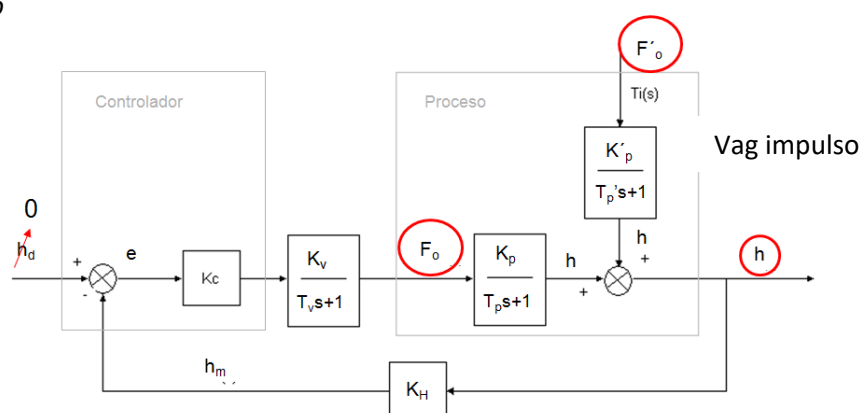 F´o
Controlador
Proceso
Ti(s)
K´p
Tp's+1
Vag impulso
0
hd
+
-
e
Kc
Kv
Tvs+1
Fo
Kp
Tps+1
h
+
h
+
h
hm
KH